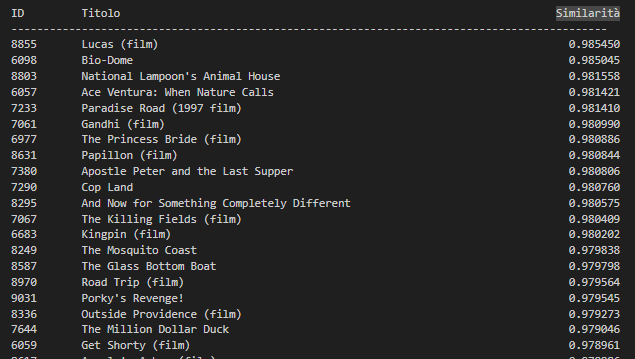 ID Titolo Similarità
--------------------------------------------------------------------------------------------
8855 Lucas (film) 0.985450
6098 Bio-Dome 0.985045
8803 National Lampoon's Animal House 0.981558
6057 Ace Ventura: When Nature Calls 0.981421
7233 Paradise Road (1997 film) 0.981410
7061 Gandhi (film) 0.980990
6977 The Princess Bride (film) 0.980886
8631 Papillon (film) 0.980844
7380 Apostle Peter and the Last Supper 0.980806
7290 Cop Land 0.980760
8295 And Now for Something Completely Different 0.980575
7067 The Killing Fields (film) 0.980409
6683 Kingpin (film) 0.980202
8249 The Mosquito Coast 0.979838
8587 The Glass Bottom Boat 0.979798
8970 Road Trip (film) 0.979564
9031 Porky's Revenge! 0.979545
8336 Outside Providence (film) 0.979273
7644 The Million Dollar Duck 0.979046
6059 Get Shorty (film) 0.978961